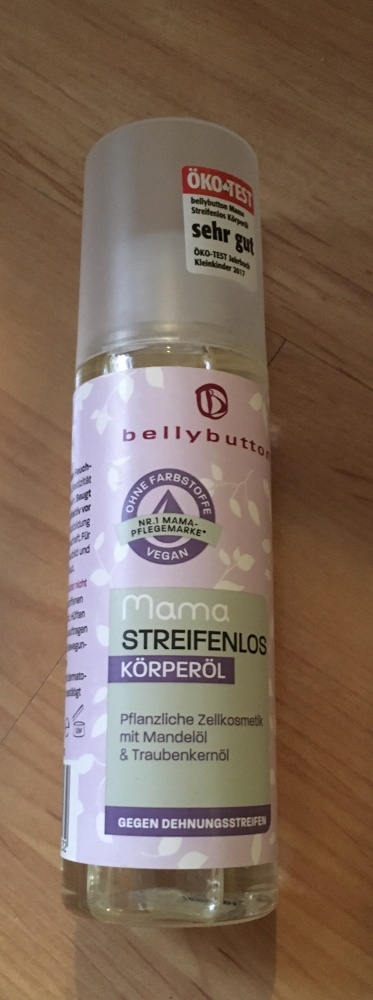 ÖKO-TEST
bellybutton Mama
Streifenlos Körperöl
sehr gut
ÖKO-TEST Jahrbuch
Kleinkinder 2017
bellybutton
OHNE FARBSTOFFE
NR.1 MAMA-
PFLEGEMARKE*
VEGAN
Mama
STREIFENLOS
KÖRPERÖL
Pflanzliche Zellkosmetik
mit Mandelöl
& Traubenkernöl
GEGEN DEHNUNGSSTREIFEN